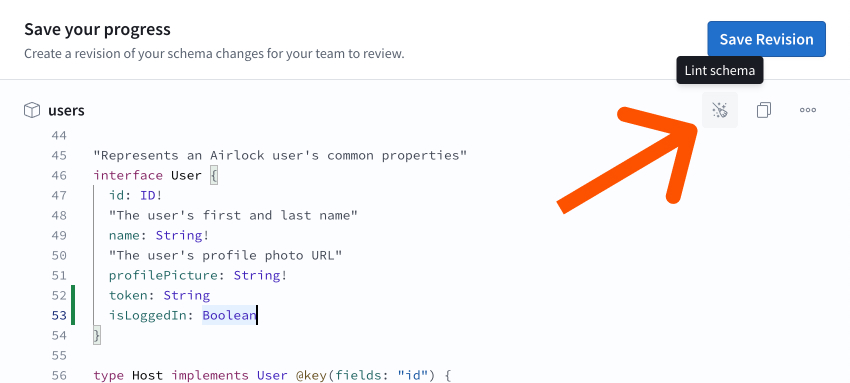 Save your progress
Create a revision of your schema changes for your team to review.
Save Revision
Lint schema
users
44
45 "Represents an Airlock user's common properties"
46 interface User {
47 id: ID!
48 "The user's first and last name"
49 name: String!
50 "The user's profile photo URL"
51 profilePicture: String!
52 token: String
53 isLoggedIn: Boolean
54 }
55
56 type Host implements User @key(fields: "id") {